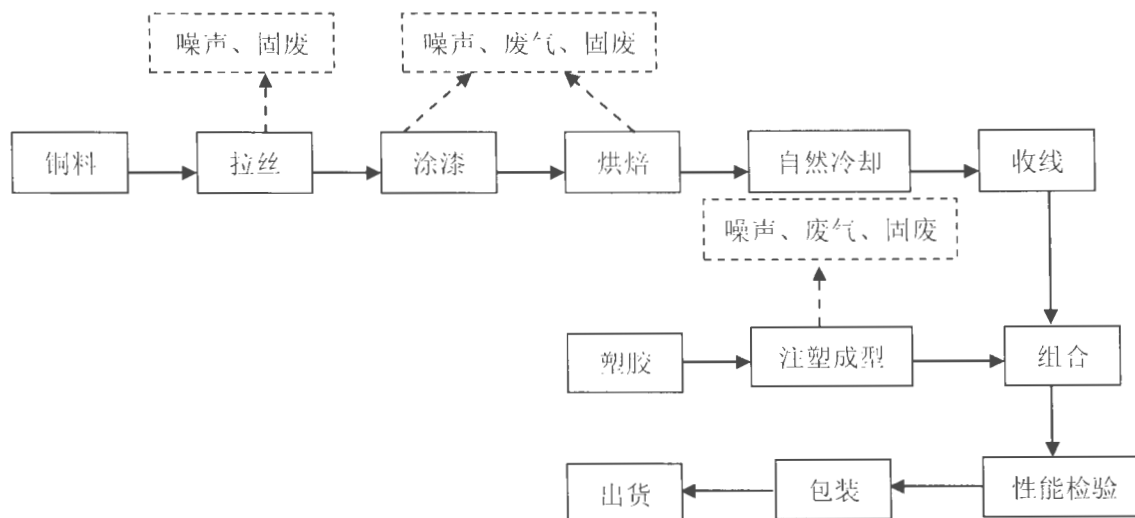 噪声、固废
噪声、废气、固废
铜料
拉丝
涂漆
烘焙
自然冷却
收线
噪声、废气、固废
塑胶
注塑成型
组合
出货
包装
性能检验